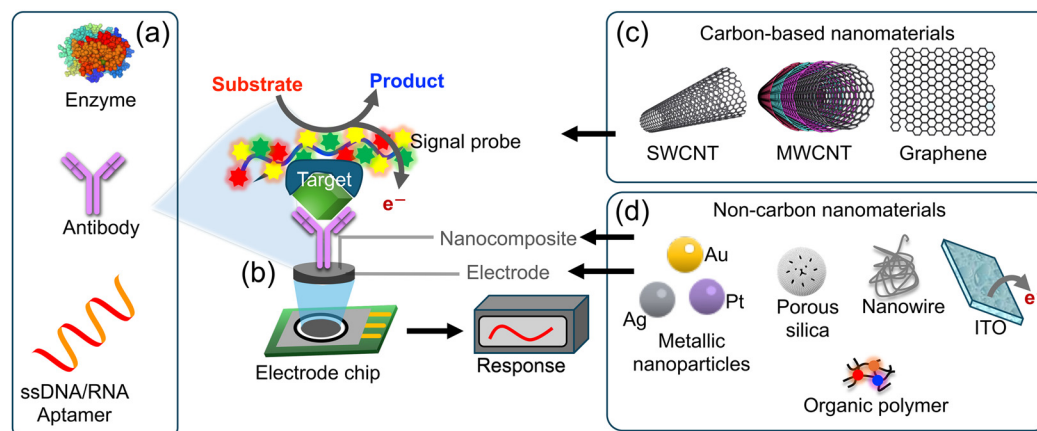 (a)
Enzyme
Antibody
ssDNA/RNA
Aptamer
Substrate
Product
Signal probe
Target
e–
Nanocomposite
(b)
Electrode
Electrode chip
Response
(c)
Carbon-based nanomaterials
SWCNT
MWCNT
Graphene
(d)
Non-carbon nanomaterials
Au
Ag
Pt
Metallic
nanoparticles
Porous
silica
Nanowire
e
ITO
Organic polymer